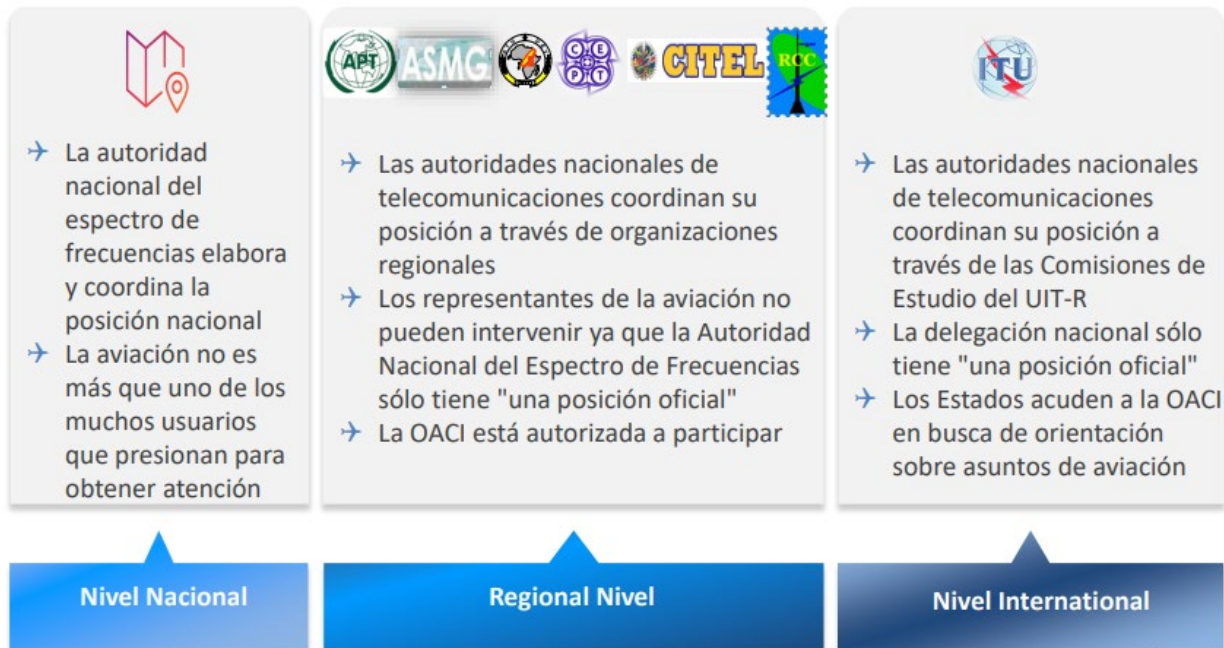 La autoridad
nacional del
espectro de
frecuencias elabora
y coordina la
posición nacional
La aviación no es
más que uno de los
muchos usuarios
que presionan para
obtener atención
Nivel Nacional
APT
ASMG
CEPT
CITEL
RCC
Las autoridades nacionales de
telecomunicaciones coordinan su
posición a través de organizaciones
regionales
Los representantes de la aviación no
pueden intervenir ya que la Autoridad
Nacional del Espectro de Frecuencias
sólo tiene "una posición oficial"
La OACI está autorizada a participar
Regional Nivel
ITU
Las autoridades nacionales
de telecomunicaciones
coordinan su posición a
través de las Comisiones de
Estudio del UIT-R
La delegación nacional sólo
tiene "una posición oficial"
Los Estados acuden a la OACI
en busca de orientación
sobre asuntos de aviación
Nivel International